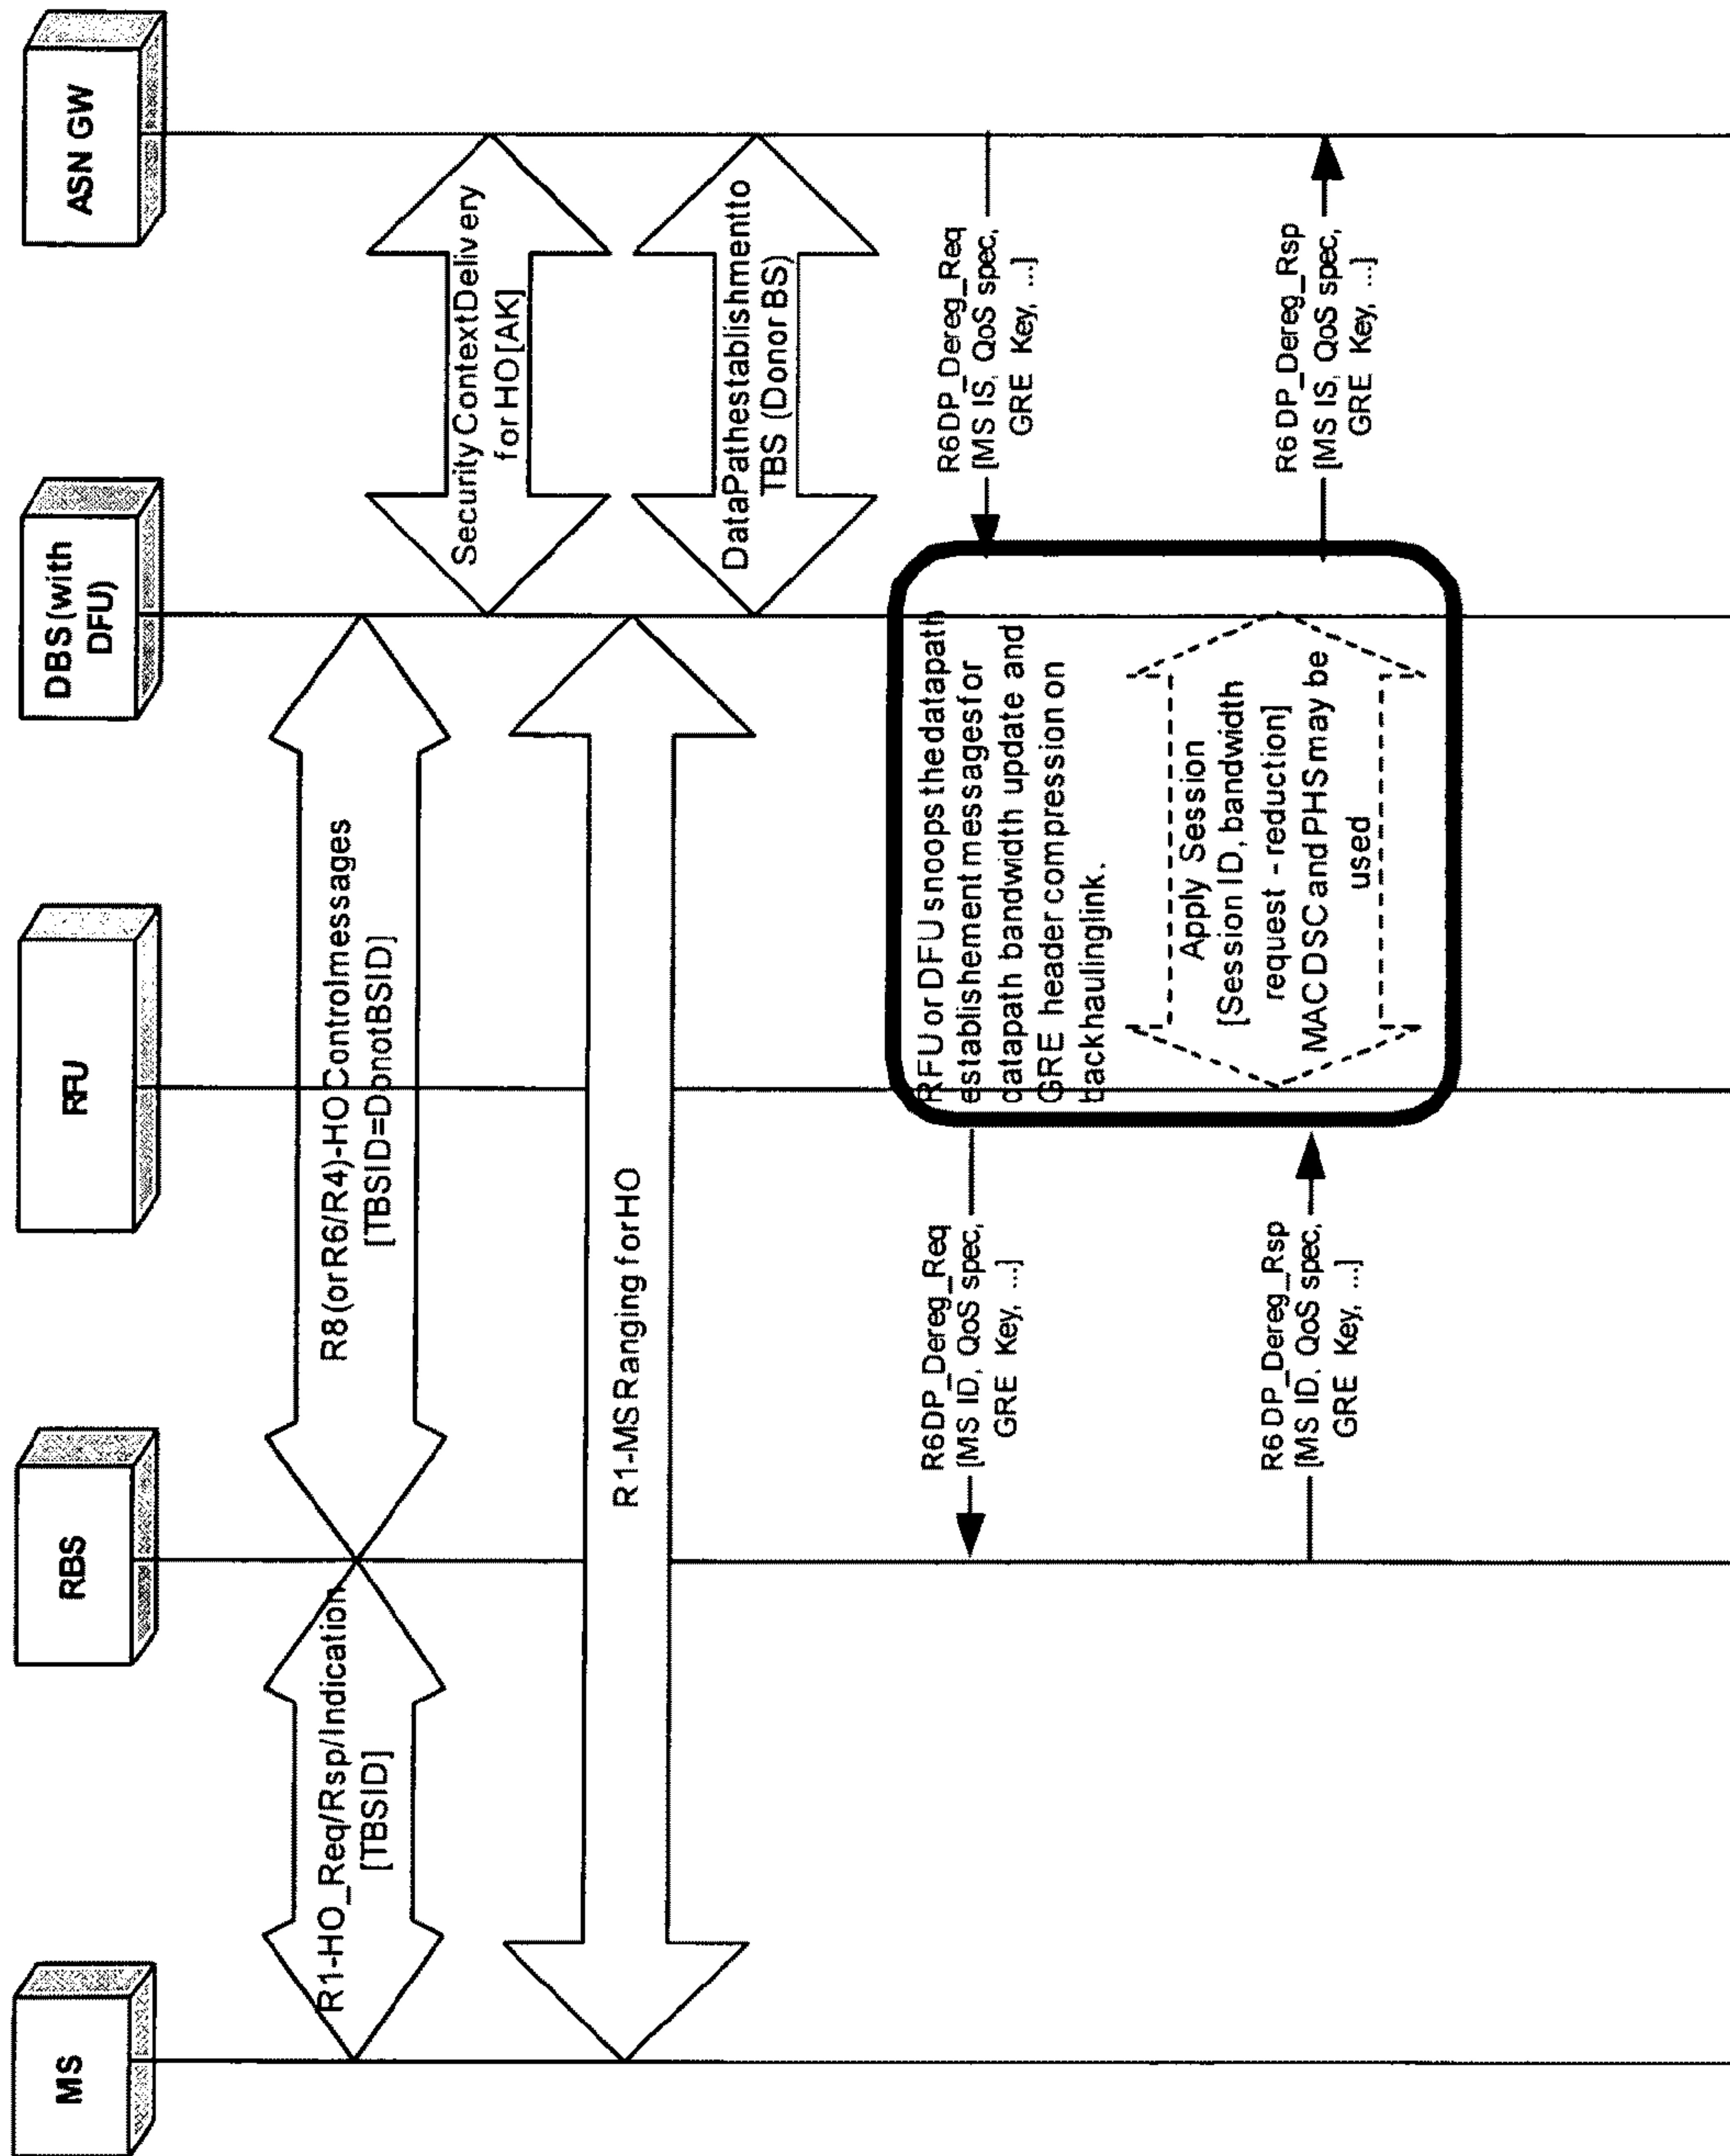 MS
RBS
RFU
DBS (with
DFU)
ASN GW
R1-HO_Req/Rsp/Indication
[TBSID]
R8 (or R6/R4)-HO Control messages
[TBSID=DonotBSID]
Security Context Delivery
for HO [AK]
R1-MS Ranging for HO
Data Path establishment to
TBS (Donor BS)
R6 DP_Dereg_Req
[MS ID, QoS spec,
GRE Key, ...]
RFU or DFU snoops the datapath
establishement messages for
datapath bandwidth update and
GRE header compression on
backhauling link.
R6 DP_Dereg_Req
[MS IS, QoS spec,
GRE Key, ...]
R6 DP_Dereg_Rsp
[MS ID, QoS spec,
GRE Key, ...]
Apply Session
[Session ID, bandwidth
request - reduction]
MAC DSC and PHS may be
used
R6 DP_Dereg_Rsp
[MS IS, QoS spec,
GRE Key, ...]